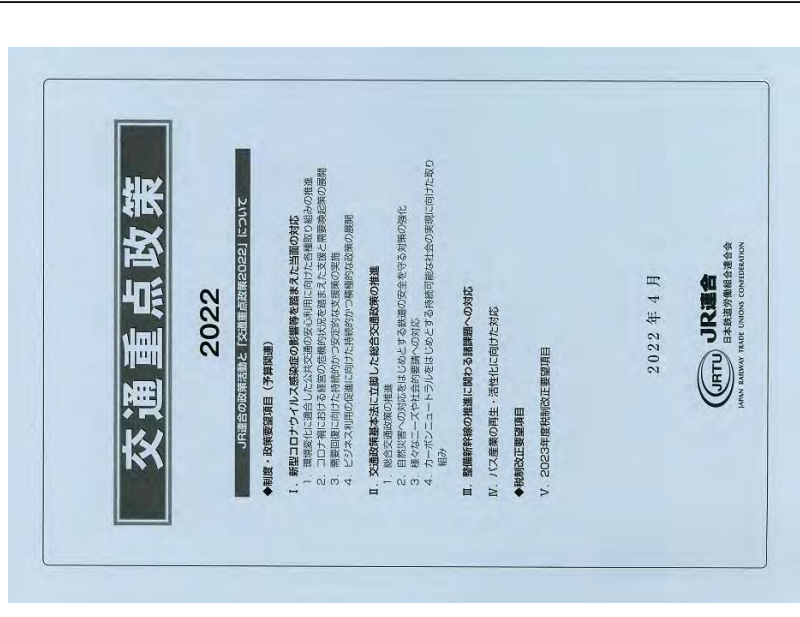 交通重点政策
2022
JR連合の政策活動と「交通重点政策2022」について
◆制度・政策要望項目（予算関連）
Ⅰ．新型コロナウイルス感染症の影響等を踏まえた当面の対応
1．環境変化に適合した公共交通の安心利用に向けた各種取り組みの推進
2．コロナ禍における経営の危機的状況を踏まえた支援と需要喚起策の展開
3．需要回復に向けた持続的かつ安定的な支援策の実施
4．ビジネス利用の促進に向けた持続的かつ積極的な政策の展開
Ⅱ．交通政策基本法に立脚した総合交通政策の推進
1．総合交通政策の推進
2．自然災害への対応をはじめとする鉄道の安全を守る対策の強化
3．様々なニーズや社会的要請への対応
4．カーボンニュートラルをはじめとする持続可能な社会の実現に向けた取り
組み
Ⅲ．整備新幹線の推進に関わる諸課題への対応
Ⅳ．バス産業の再生・活性化に向けた対応
◆税制改正要望項目
Ⅴ．2023年度税制改正要望項目
2022年4月
JRTU JR連合
日本鉄道労働組合連合会
JAPAN RAILWAY TRADE UNIONS CONFEDERATION